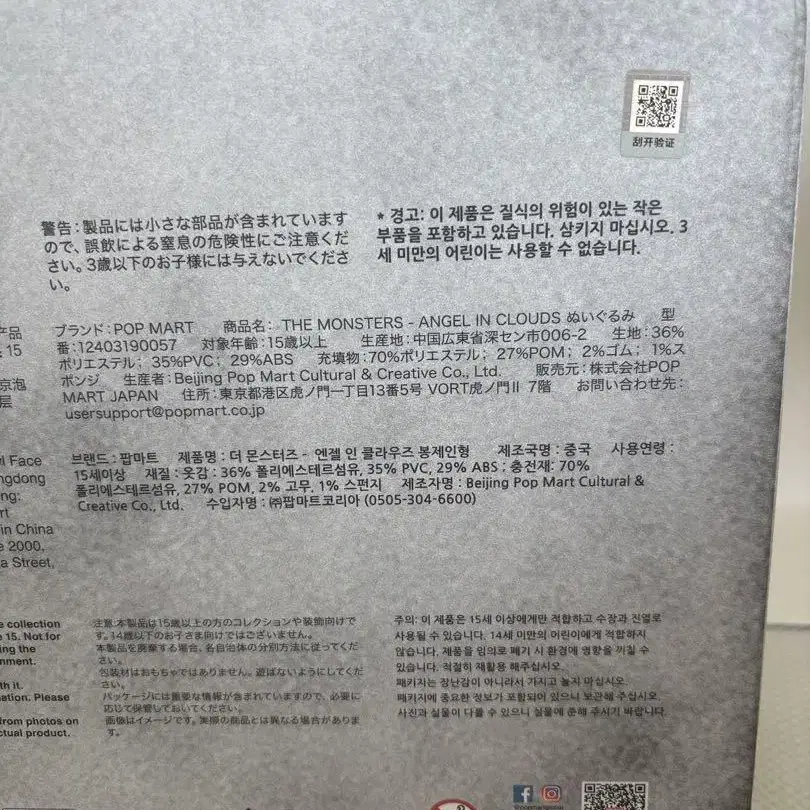 刮开验证
警告:製品には小さな部品が含まれています
ので、誤飲による窒息の危険性にご注意くだ
さい。3歳以下のお子様には与えないでくださ
い。
* 경고: 이 제품은 질식의 위험이 있는 작은
부품을 포함하고 있습니다. 삼키지 마십시오. 3
세 미만의 어린이는 사용할 수 없습니다.
产品
15
京泡
层
ブランド:POP MART 商品名: THE MONSTERS - ANGEL IN CLOUDS ぬいぐるみ 型
番:12403190057 対象年齢:15歳以上 生産地:中国広東省深セン市006-2 生地:36%
ポリエステル; 35%PVC; 29%ABS 充填物:70%ポリエステル; 27%POM; 2%ゴム; 1%ス
ポンジ 生産者:Beijing Pop Mart Cultural & Creative Co., Ltd. 販売元:株式会社POP
MART JAPAN 住所:東京都港区虎ノ門一丁目13番5号 VORT虎ノ門II 7階 お問い合わせ先:
usersupport@popmart.co.jp
l Face
ngdong
ng:
rt
in China
e 2000,
a Street,
브랜드 : 팝마트 제품명 : 더 몬스터즈 - 엔젤 인 클라우즈 봉제인형 제조국명 : 중국 사용연령 :
15세이상 재질 : 옷감 : 36% 폴리에스테르섬유, 35% PVC, 29% ABS ; 충전재: 70%
폴리에스테르섬유, 27% POM, 2% 고무, 1% 스펀지 제조자명 : Beijing Pop Mart Cultural &
Creative Co., Ltd. 수입자명 : ㈜팝마트코리아 (0505-304-6600)
e collection
e 15. Not for
ing the
nment.
th it.
ation. Please
from photos on
ctual product.
注意:本製品は15歳以上の方のコレクションや装飾向けで
す。14歳以下のお子さま向けではございません。
本製品を廃棄する場合、各自治体の分別方法に従ってくだ
さい。
包装材はおもちゃではありません。遊ばないようにしてくだ
さい。
パッケージには重要な情報が含まれていますので、必要に
応じて保管しておいてください。
画像はイメージです。実際の商品とは異なる場合がありま
す。
주의: 이 제품은 15세 이상에게만 적합하고 수장과 진열로
사용될 수 있습니다. 14세 미만의 어린이에게 적합하지
않습니다. 제품을 임의로 폐기 시 환경에 영향을 끼칠 수
있습니다. 적절히 재활용 해주십시오.
패키지는 장난감이 아니라서 가지고 놀지 마십시오.
패키지에 중요한 정보가 포함되어 있으니 보관해 주십시오.
사진과 실물이 다를 수 있으니 실물에 준해 주시기 바랍니다.